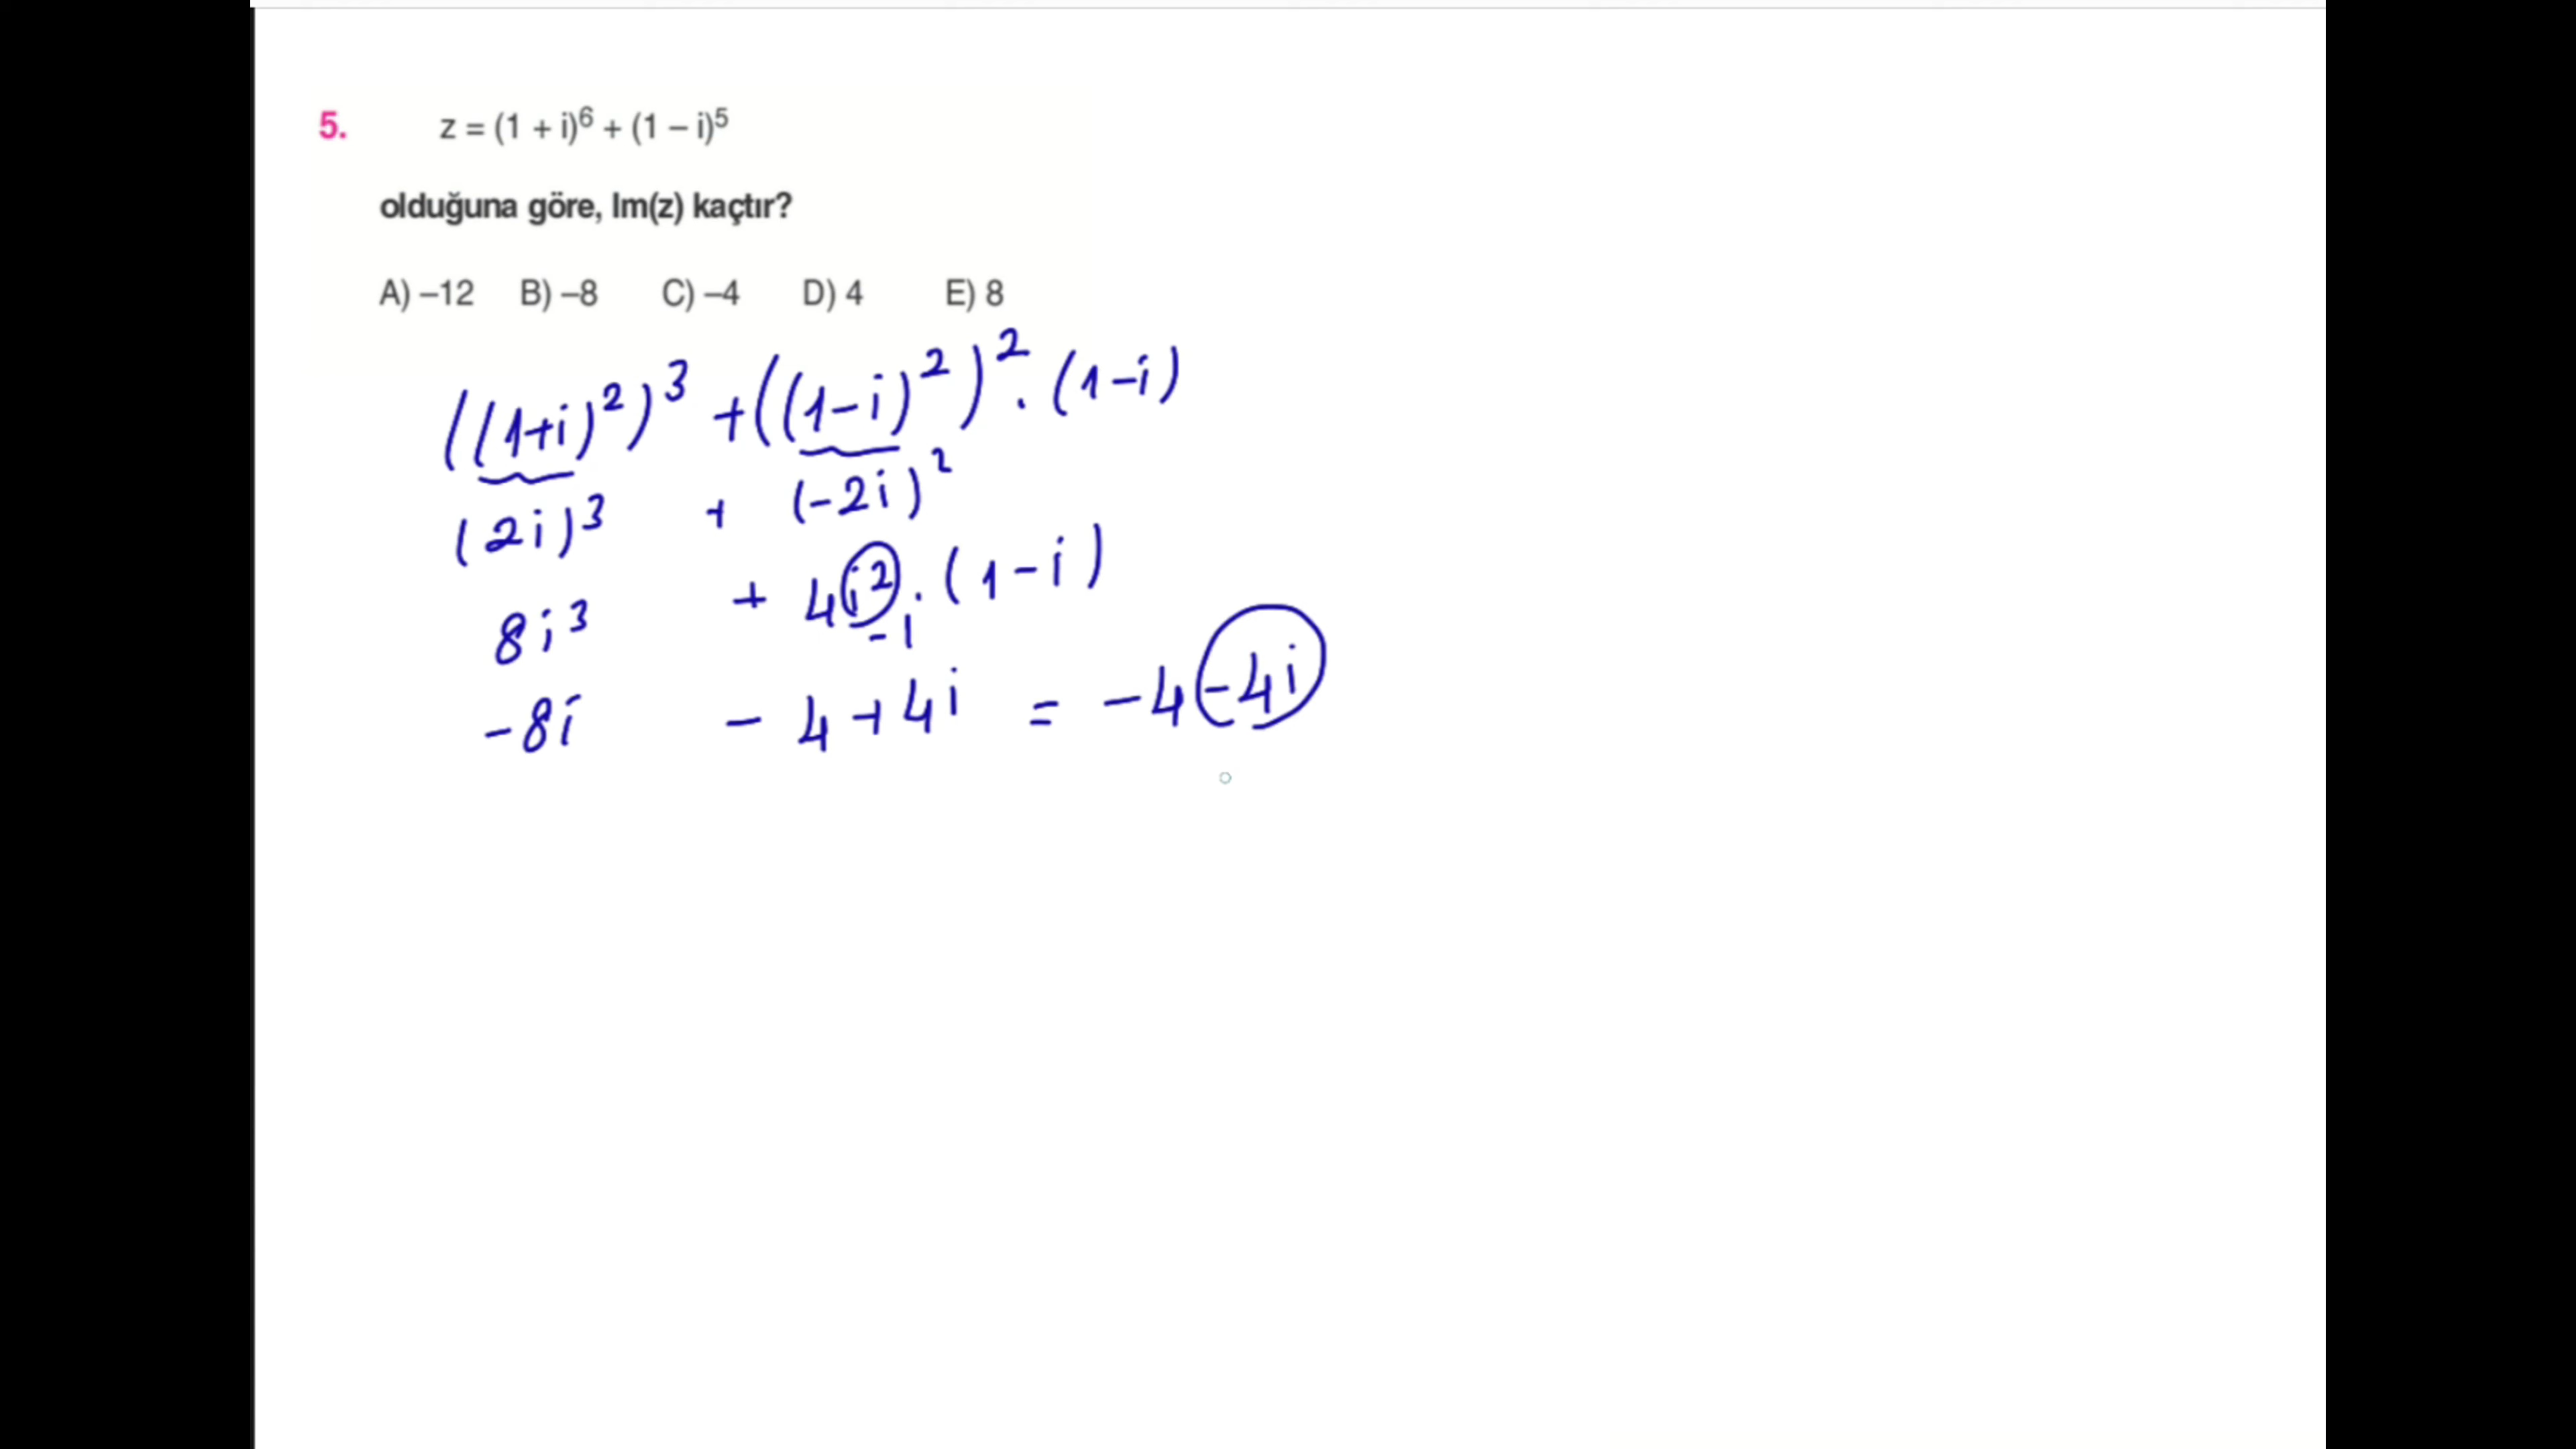 5. z = (1 + i)⁶ + (1 – i)⁵
olduğuna göre, Im(z) kaçtır?
A) –12 B) –8 C) –4 D) 4 E) 8
((1+i)²)³ + ((1-i)²)² . (1-i)
(2i)³ + (-2i)²
8i³ + 4i² . (1-i)
-1
-8i - 4+4i = -4-4i